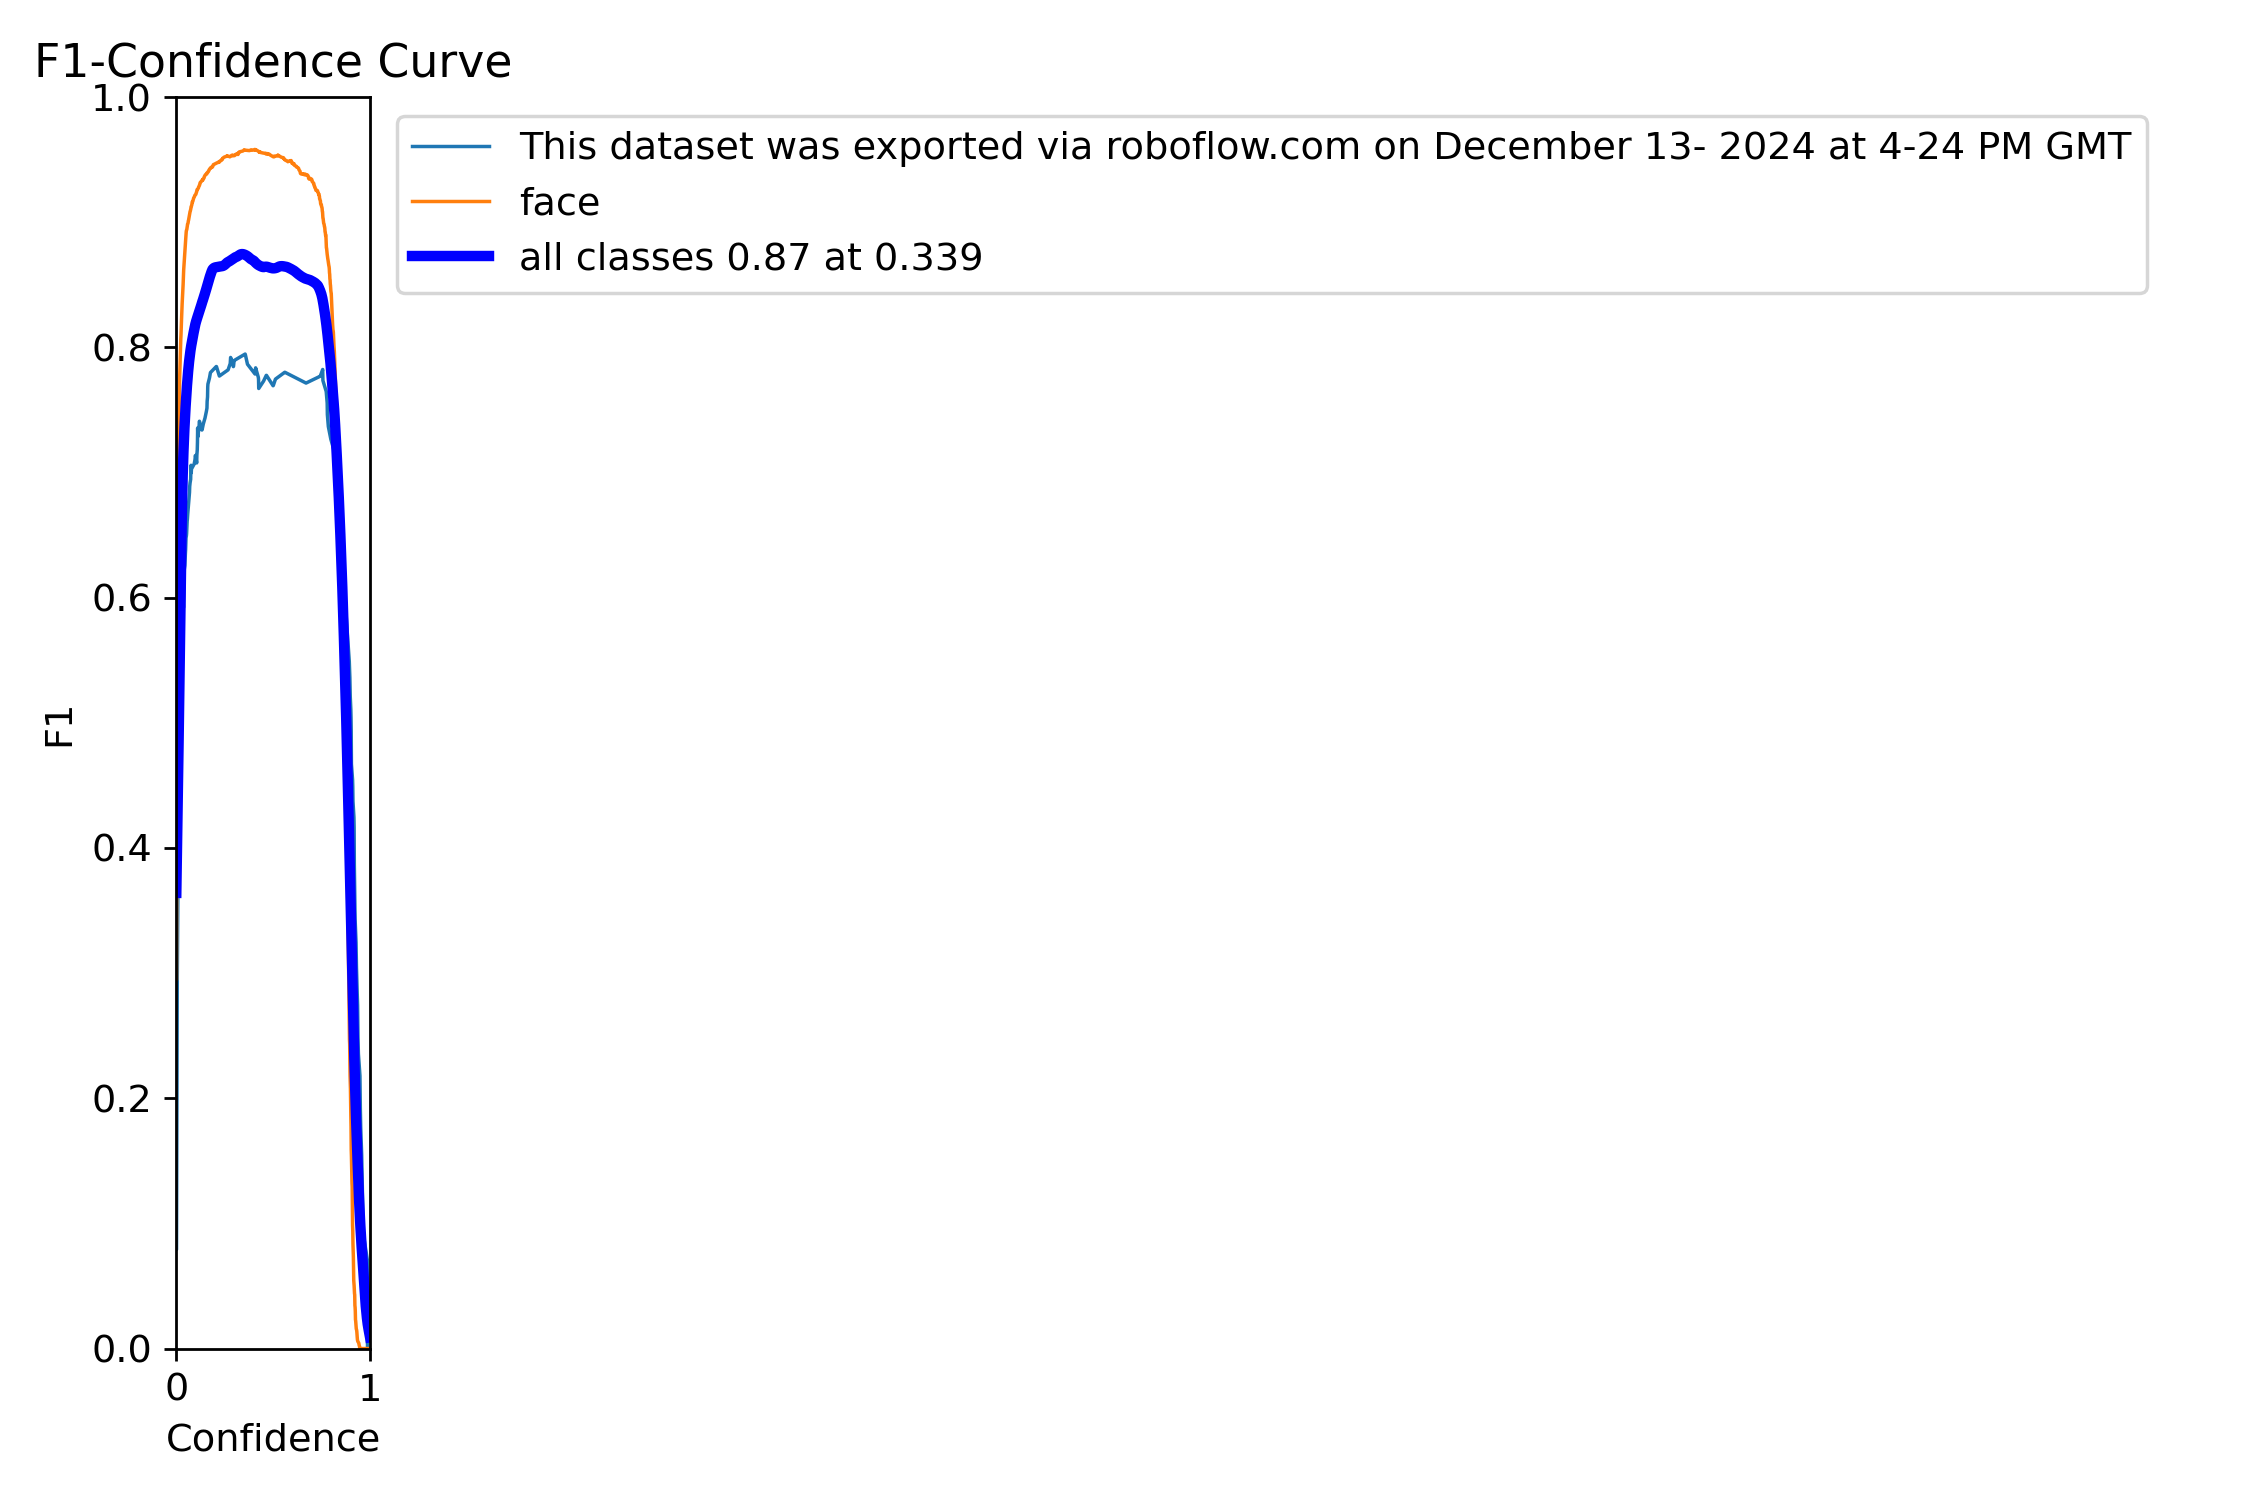 F1-Confidence Curve
1.0
0.8
0.6
0.4
0.2
0.0
F1
0 1
Confidence
This dataset was exported via roboflow.com on December 13- 2024 at 4-24 PM GMT
face
all classes 0.87 at 0.339